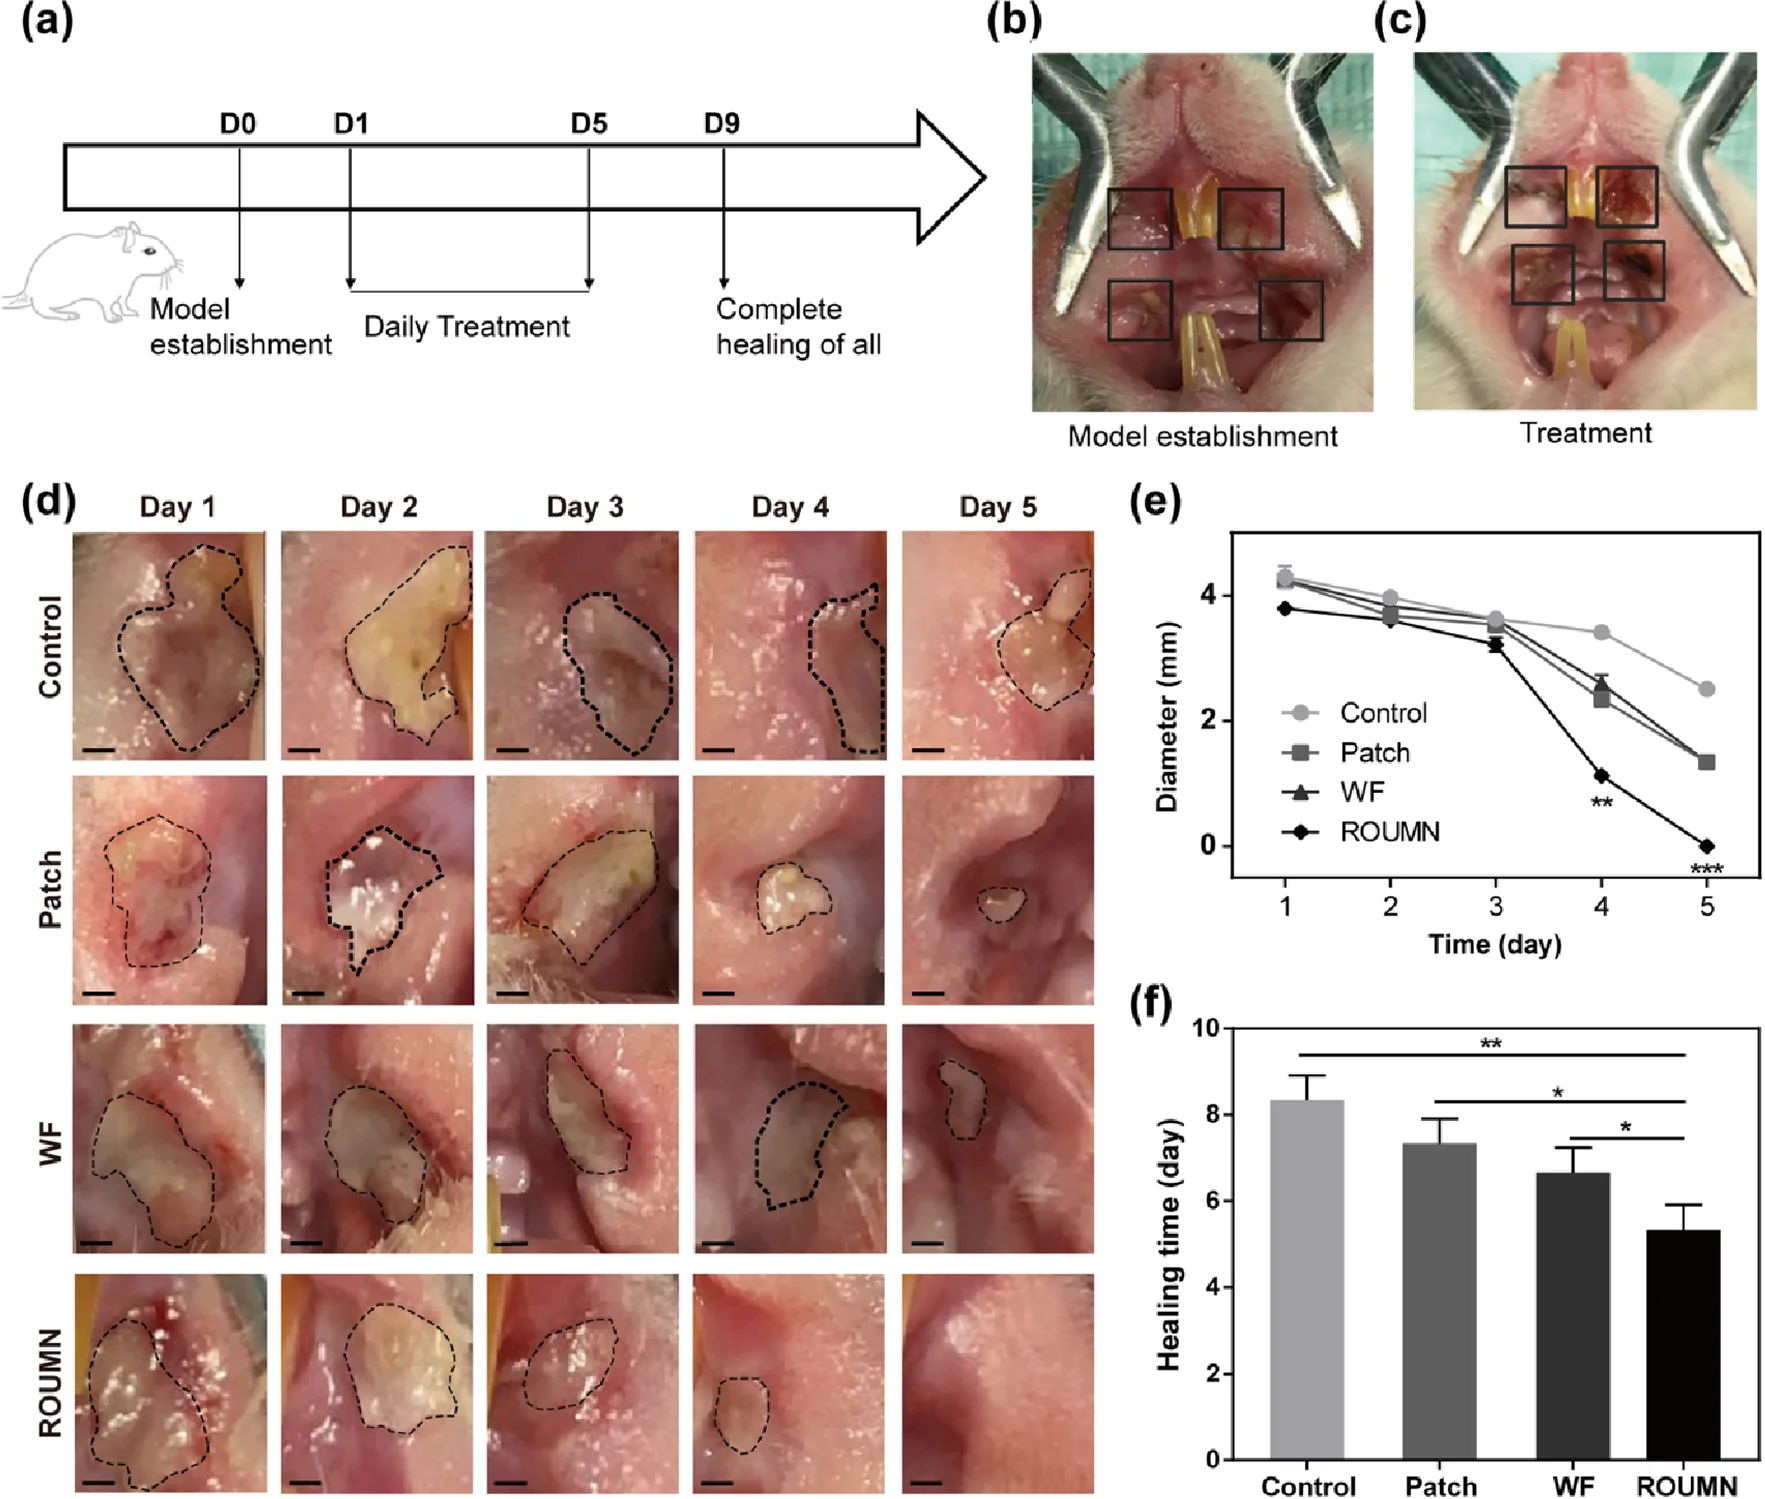 (a)
D0 D1 D5 D9
Model
establishment
Daily Treatment
Complete
healing of all
(b)
Model establishment
(c)
Treatment
(d)
Day 1 Day 2 Day 3 Day 4 Day 5
Control
Patch
WF
ROUMN
(e)
Diameter (mm)
4
2
0
Control
Patch
WF
ROUMN
**
***
1 2 3 4 5
Time (day)
(f)
Healing time (day)
10
8
6
4
2
0
**
*
*
Control Patch WF ROUMN